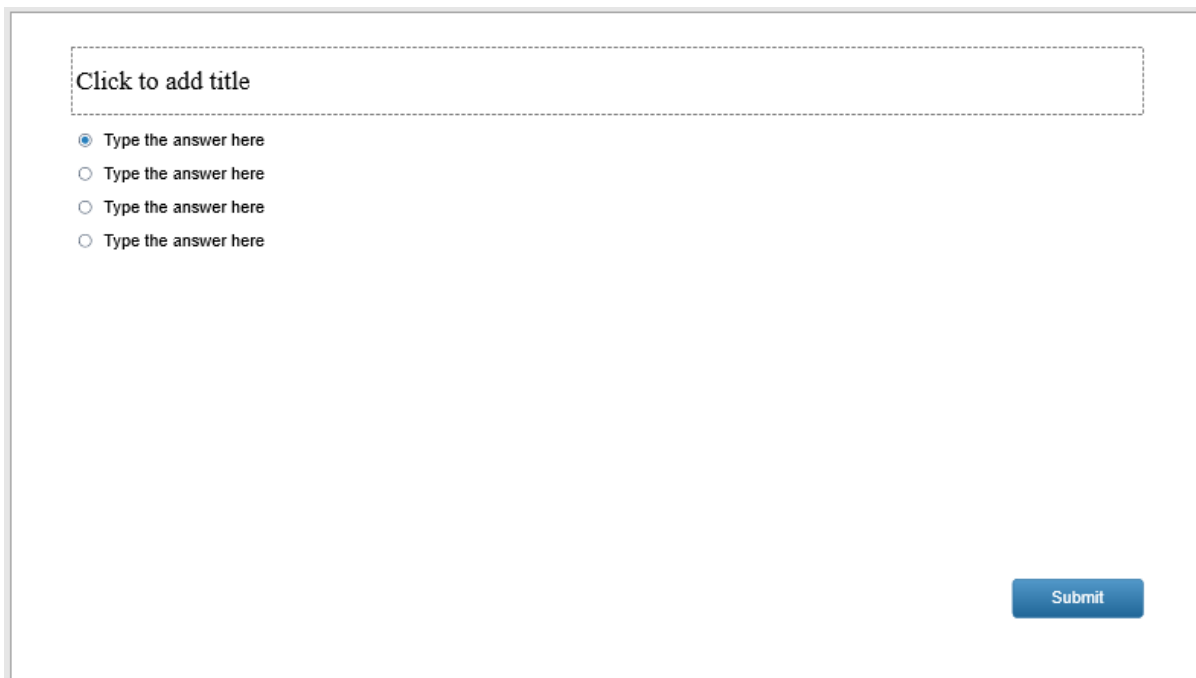 Click to add title
Type the answer here
Type the answer here
Type the answer here
Type the answer here
Submit